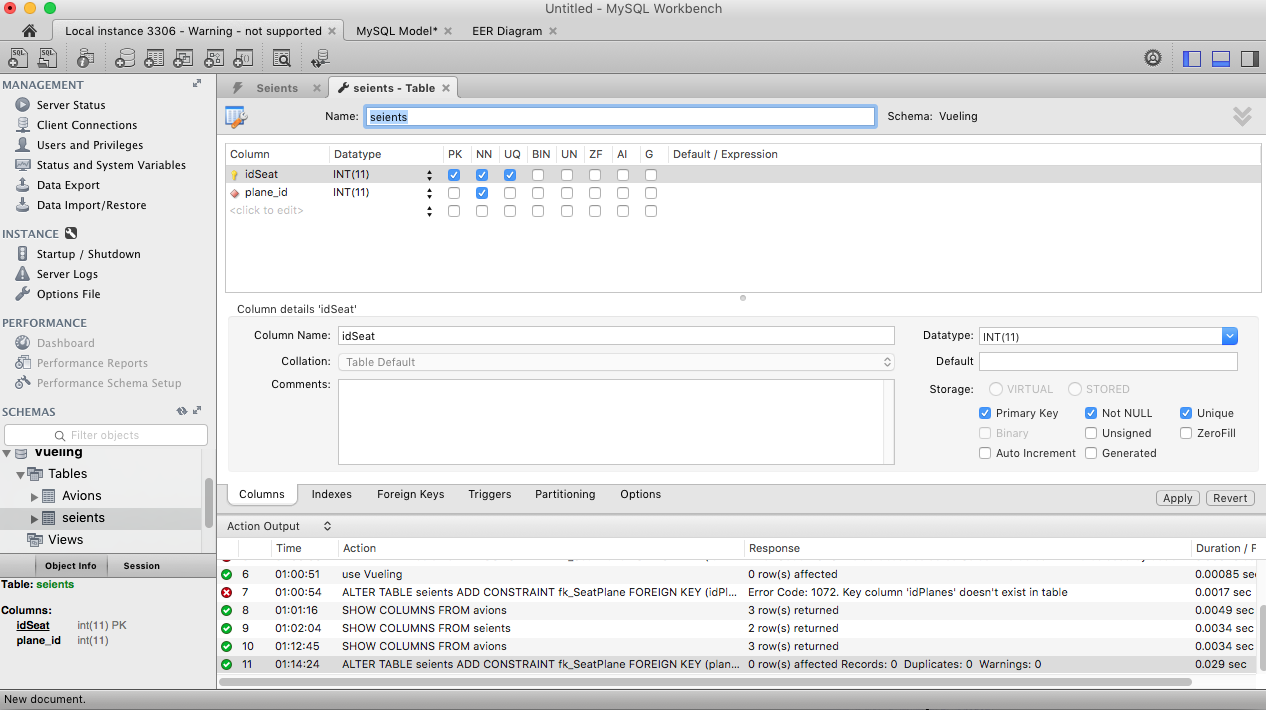 Untitled - MySQL Workbench
Local instance 3306 - Warning - not supported
MySQL Model*
EER Diagram
MANAGEMENT
Server Status
Client Connections
Users and Privileges
Status and System Variables
Data Export
Data Import/Restore
INSTANCE
Startup / Shutdown
Server Logs
Options File
PERFORMANCE
Dashboard
Performance Reports
Performance Schema Setup
SCHEMAS
Filter objects
Vueling
Tables
Avions
seients
Views
Object Info Session
Table: seients
Columns:
idSeat int(11) PK
plane_id int(11)
Seients
seients - Table
Name: seients Schema: Vueling
Column Datatype PK NN UQ BIN UN ZF AI G Default / Expression
idSeat INT(11)
plane_id INT(11)
<click to edit>
Column details 'idSeat'
Column Name: idSeat Datatype: INT(11)
Collation: Table Default Default
Comments: Storage: VIRTUAL STORED
Primary Key Not NULL Unique
Binary Unsigned ZeroFill
Auto Increment Generated
Columns Indexes Foreign Keys Triggers Partitioning Options Apply Revert
Action Output
Time Action Response Duration / F
6 01:00:51 use Vueling 0 row(s) affected 0.00085 se
7 01:00:54 ALTER TABLE seients ADD CONSTRAINT fk_SeatPlane FOREIGN KEY (idPl... Error Code: 1072. Key column 'idPlanes' doesn't exist in table 0.0017 sec
8 01:01:16 SHOW COLUMNS FROM avions 3 row(s) returned 0.0049 sec
9 01:02:04 SHOW COLUMNS FROM seients 2 row(s) returned 0.0034 sec
10 01:12:45 SHOW COLUMNS FROM avions 3 row(s) returned 0.0034 sec
11 01:14:24 ALTER TABLE seients ADD CONSTRAINT fk_SeatPlane FOREIGN KEY (plan... 0 row(s) affected Records: 0 Duplicates: 0 Warnings: 0 0.029 sec
New document.